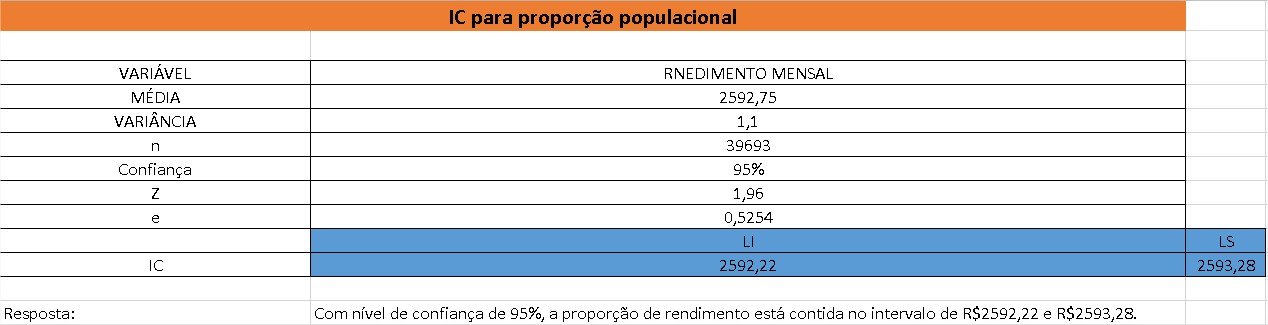 IC para proporção populacional
VARIÁVEL RNEDIMENTO MENSAL
MÉDIA 2592,75
VARIÂNCIA 1,1
n 39693
Confiança 95%
Z 1,96
e 0,5254
LI LS
IC 2592,22 2593,28
Resposta: Com nível de confiança de 95%, a proporção de rendimento está contida no intervalo de R$2592,22 e R$2593,28.